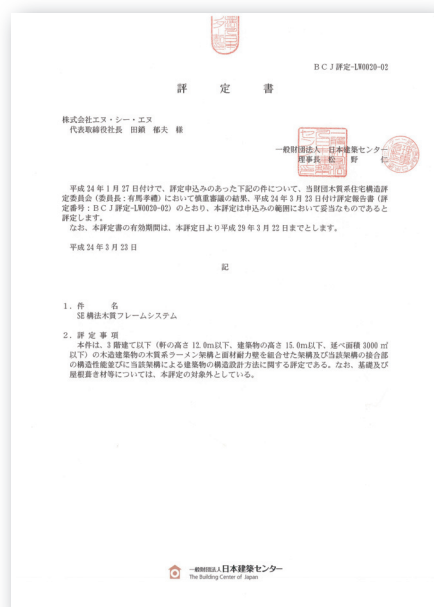 BCJ評定-LW0020-02
評定書
株式会社エヌ・シー・エヌ
代表取締役社長 田鎖 郁夫 様
一般財団法人 日本建築センター
理事長 松野 仁
平成24年1月27日付けで、評定申込みのあった下記の件について、当財団木質系住宅構造評
定委員会（委員長：有馬孝禮）において慎重審議の結果、平成24年3月23日付け評定報告書（評
定番号：BCJ評定-LW0020-02）のとおり、本評定は申込みの範囲において妥当なものであると
評定します。
なお、本評定書の有効期間は、本評定日より平成29年3月22日までとします。
平成24年3月23日
記
1．件名
SE構法木質フレームシステム
2．評定事項
本件は、3階建て以下（軒の高さ12.0m以下、建築物の高さ15.0m以下、延べ面積3000㎡
以下）の木造建築物の木質系ラーメン架構と面材耐力壁を組合せた架構及び当該架構の接合部
の構造性能並びに当該架構による建築物の構造設計方法に関する評定である。なお、基礎及び
屋根葺き材等については、本評定の対象外としている。
一般財団法人日本建築センター
The Building Center of Japan